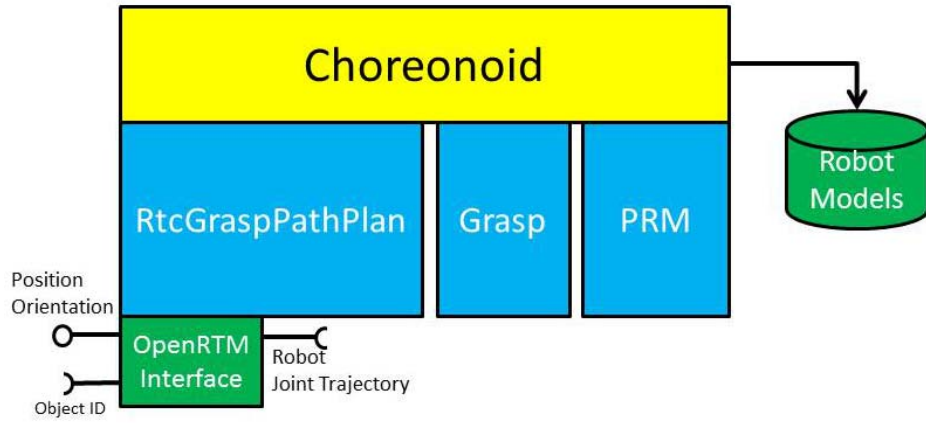 Choreonoid
Robot
Models
RtcGraspPathPlan
Grasp
PRM
Position
Orientation
OpenRTM
Interface
Robot
Joint Trajectory
Object ID